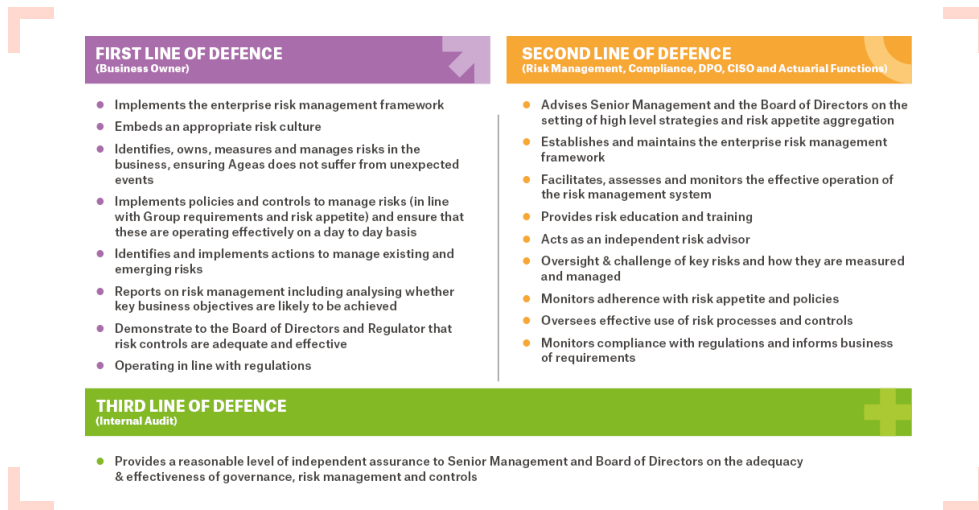 FIRST LINE OF DEFENCE
(Business Owner)
Implements the enterprise risk management framework
Embeds an appropriate risk culture
Identifies, owns, measures and manages risks in the
business, ensuring Ageas does not suffer from unexpected
events
Implements policies and controls to manage risks (in line
with Group requirements and risk appetite) and ensure that
these are operating effectively on a day to day basis
Identifies and implements actions to manage existing and
emerging risks
Reports on risk management including analysing whether
key business objectives are likely to be achieved
Demonstrate to the Board of Directors and Regulator that
risk controls are adequate and effective
Operating in line with regulations
SECOND LINE OF DEFENCE
(Risk Management, Compliance, DPO, CISO and Actuarial Functions)
Advises Senior Management and the Board of Directors on the
setting of high level strategies and risk appetite aggregation
Establishes and maintains the enterprise risk management
framework
Facilitates, assesses and monitors the effective operation of
the risk management system
Provides risk education and training
Acts as an independent risk advisor
Oversight & challenge of key risks and how they are measured
and managed
Monitors adherence with risk appetite and policies
Oversees effective use of risk processes and controls
Monitors compliance with regulations and informs business
of requirements
THIRD LINE OF DEFENCE
(Internal Audit)
Provides a reasonable level of independent assurance to Senior Management and Board of Directors on the adequacy
& effectiveness of governance, risk management and controls